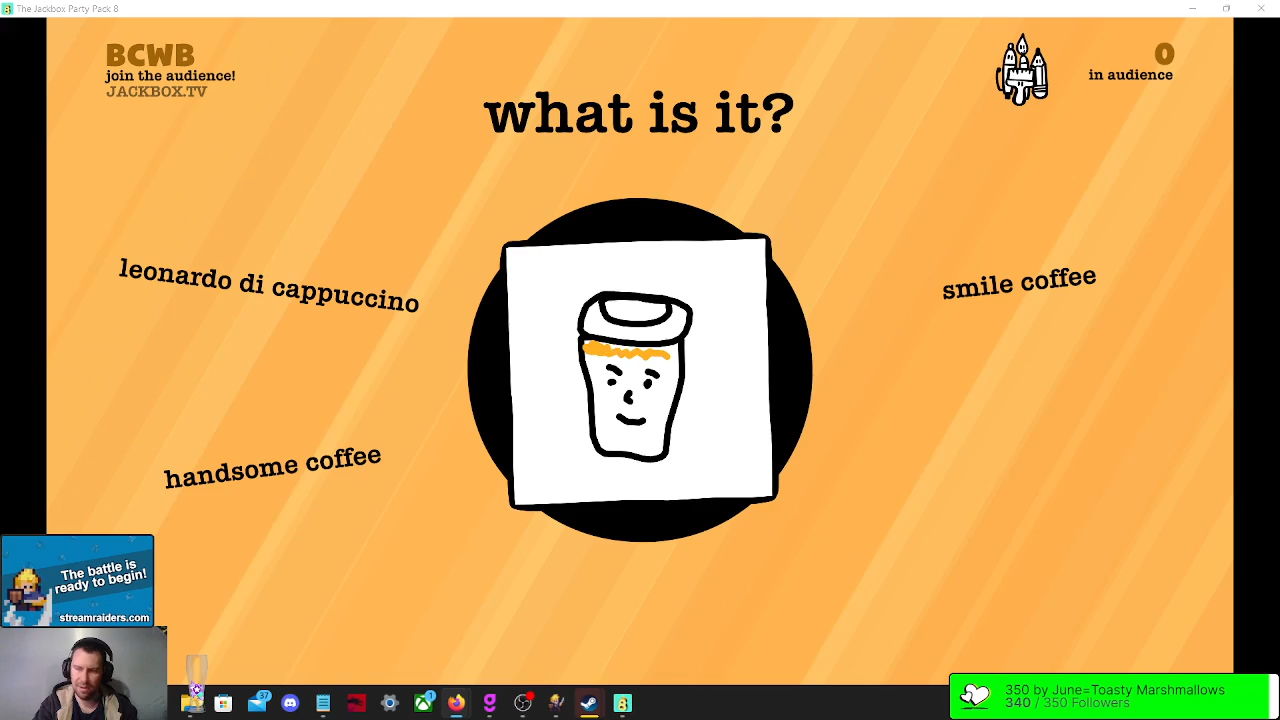 The Jackbox Party Pack 8
BCWB
join the audience!
JACKBOX.TV
0
in audience
what is it?
leonardo di cappuccino
smile coffee
handsome coffee
The battle is
ready to begin!
streamraiders.com
37
1
350 by June=Toasty Marshmallows
340 / 350 Followers